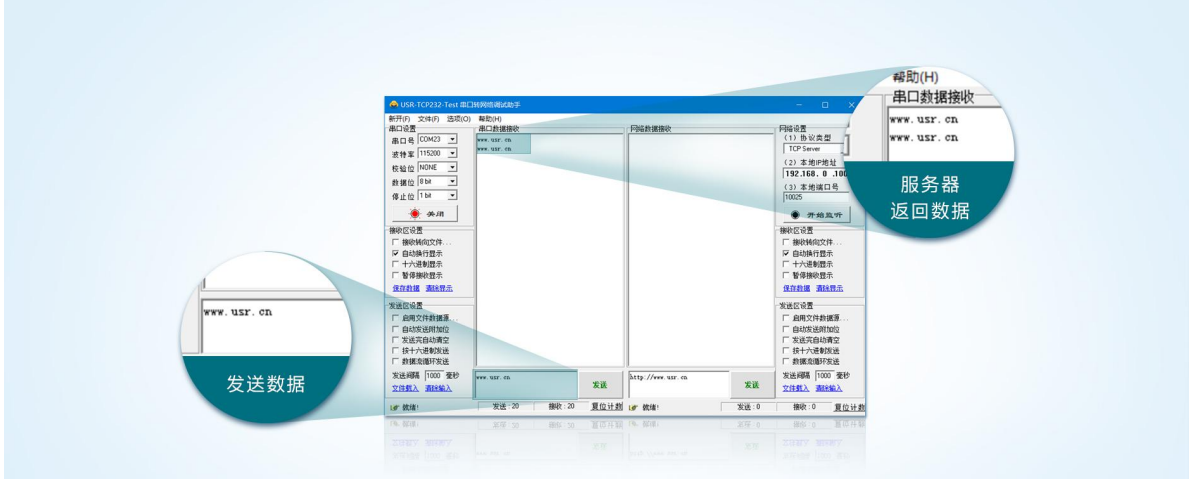 USR-TCP232-Test 串口转网络调试助手
新开(F) 文件(F) 选项(O) 帮助(H)
串口设置
串口号 COM23
波特率 115200
校验位 NONE
数据位 8 bit
停止位 1 bit
关闭
接收区设置
接收转向文件...
自动换行显示
十六进制显示
暂停接收显示
保存数据 清除显示
发送区设置
启用文件数据源...
自动发送附加位
发送完自动清空
按十六进制发送
数据流循环发送
发送间隔 1000 毫秒
文件载入 清除输入
串口数据接收
www.usr.cn
www.usr.cn
www.usr.cn
发送
网络数据接收
http://www.usr.cn
发送
网络设置
(1) 协议类型
TCP Server
(2) 本地IP地址
192.168. 0 .100
(3) 本地端口号
10025
开始监听
接收区设置
接收转向文件...
自动换行显示
十六进制显示
暂停接收显示
保存数据 清除显示
发送区设置
启用文件数据源...
自动发送附加位
发送完自动清空
按十六进制发送
数据流循环发送
发送间隔 1000 毫秒
文件载入 清除输入
就绪! 发送:20 接收:20 复位计数
就绪! 发送:0 接收:0 复位计数
帮助(H)
串口数据接收
www.usr.cn
www.usr.cn
服务器
返回数据
www.usr.cn
发送数据